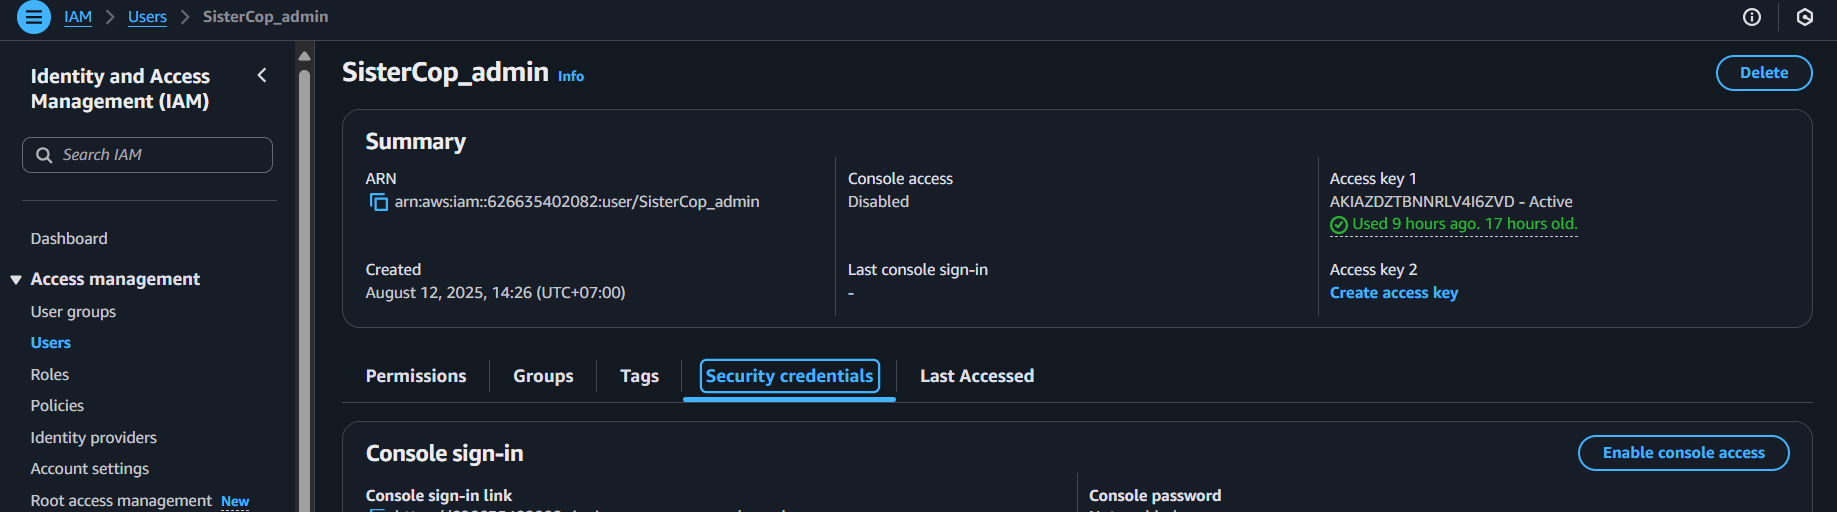 IAM > Users > SisterCop_admin
Identity and Access
Management (IAM)
Search IAM
Dashboard
Access management
User groups
Users
Roles
Policies
Identity providers
Account settings
Root access management New
SisterCop_admin Info
Delete
Summary
ARN
arn:aws:iam::626635402082:user/SisterCop_admin
Created
August 12, 2025, 14:26 (UTC+07:00)
Console access
Disabled
Last console sign-in
-
Access key 1
AKIAZDZTBNNRLV4I6ZVD - Active
Used 9 hours ago. 17 hours old.
Access key 2
Create access key
Permissions
Groups
Tags
Security credentials
Last Accessed
Console sign-in
Enable console access
Console sign-in link
Console password